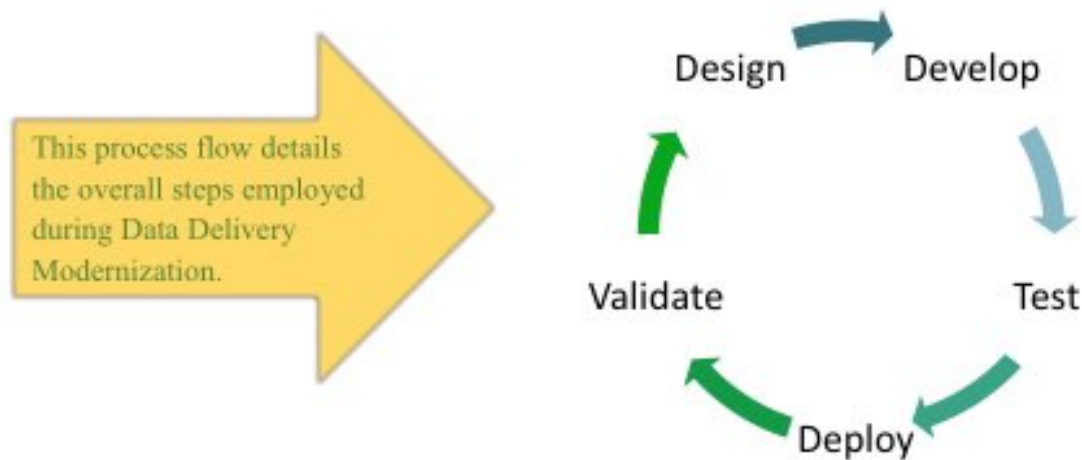 This process flow details
the overall steps employed
during Data Delivery
Modernization.
Design
Develop
Test
Deploy
Validate